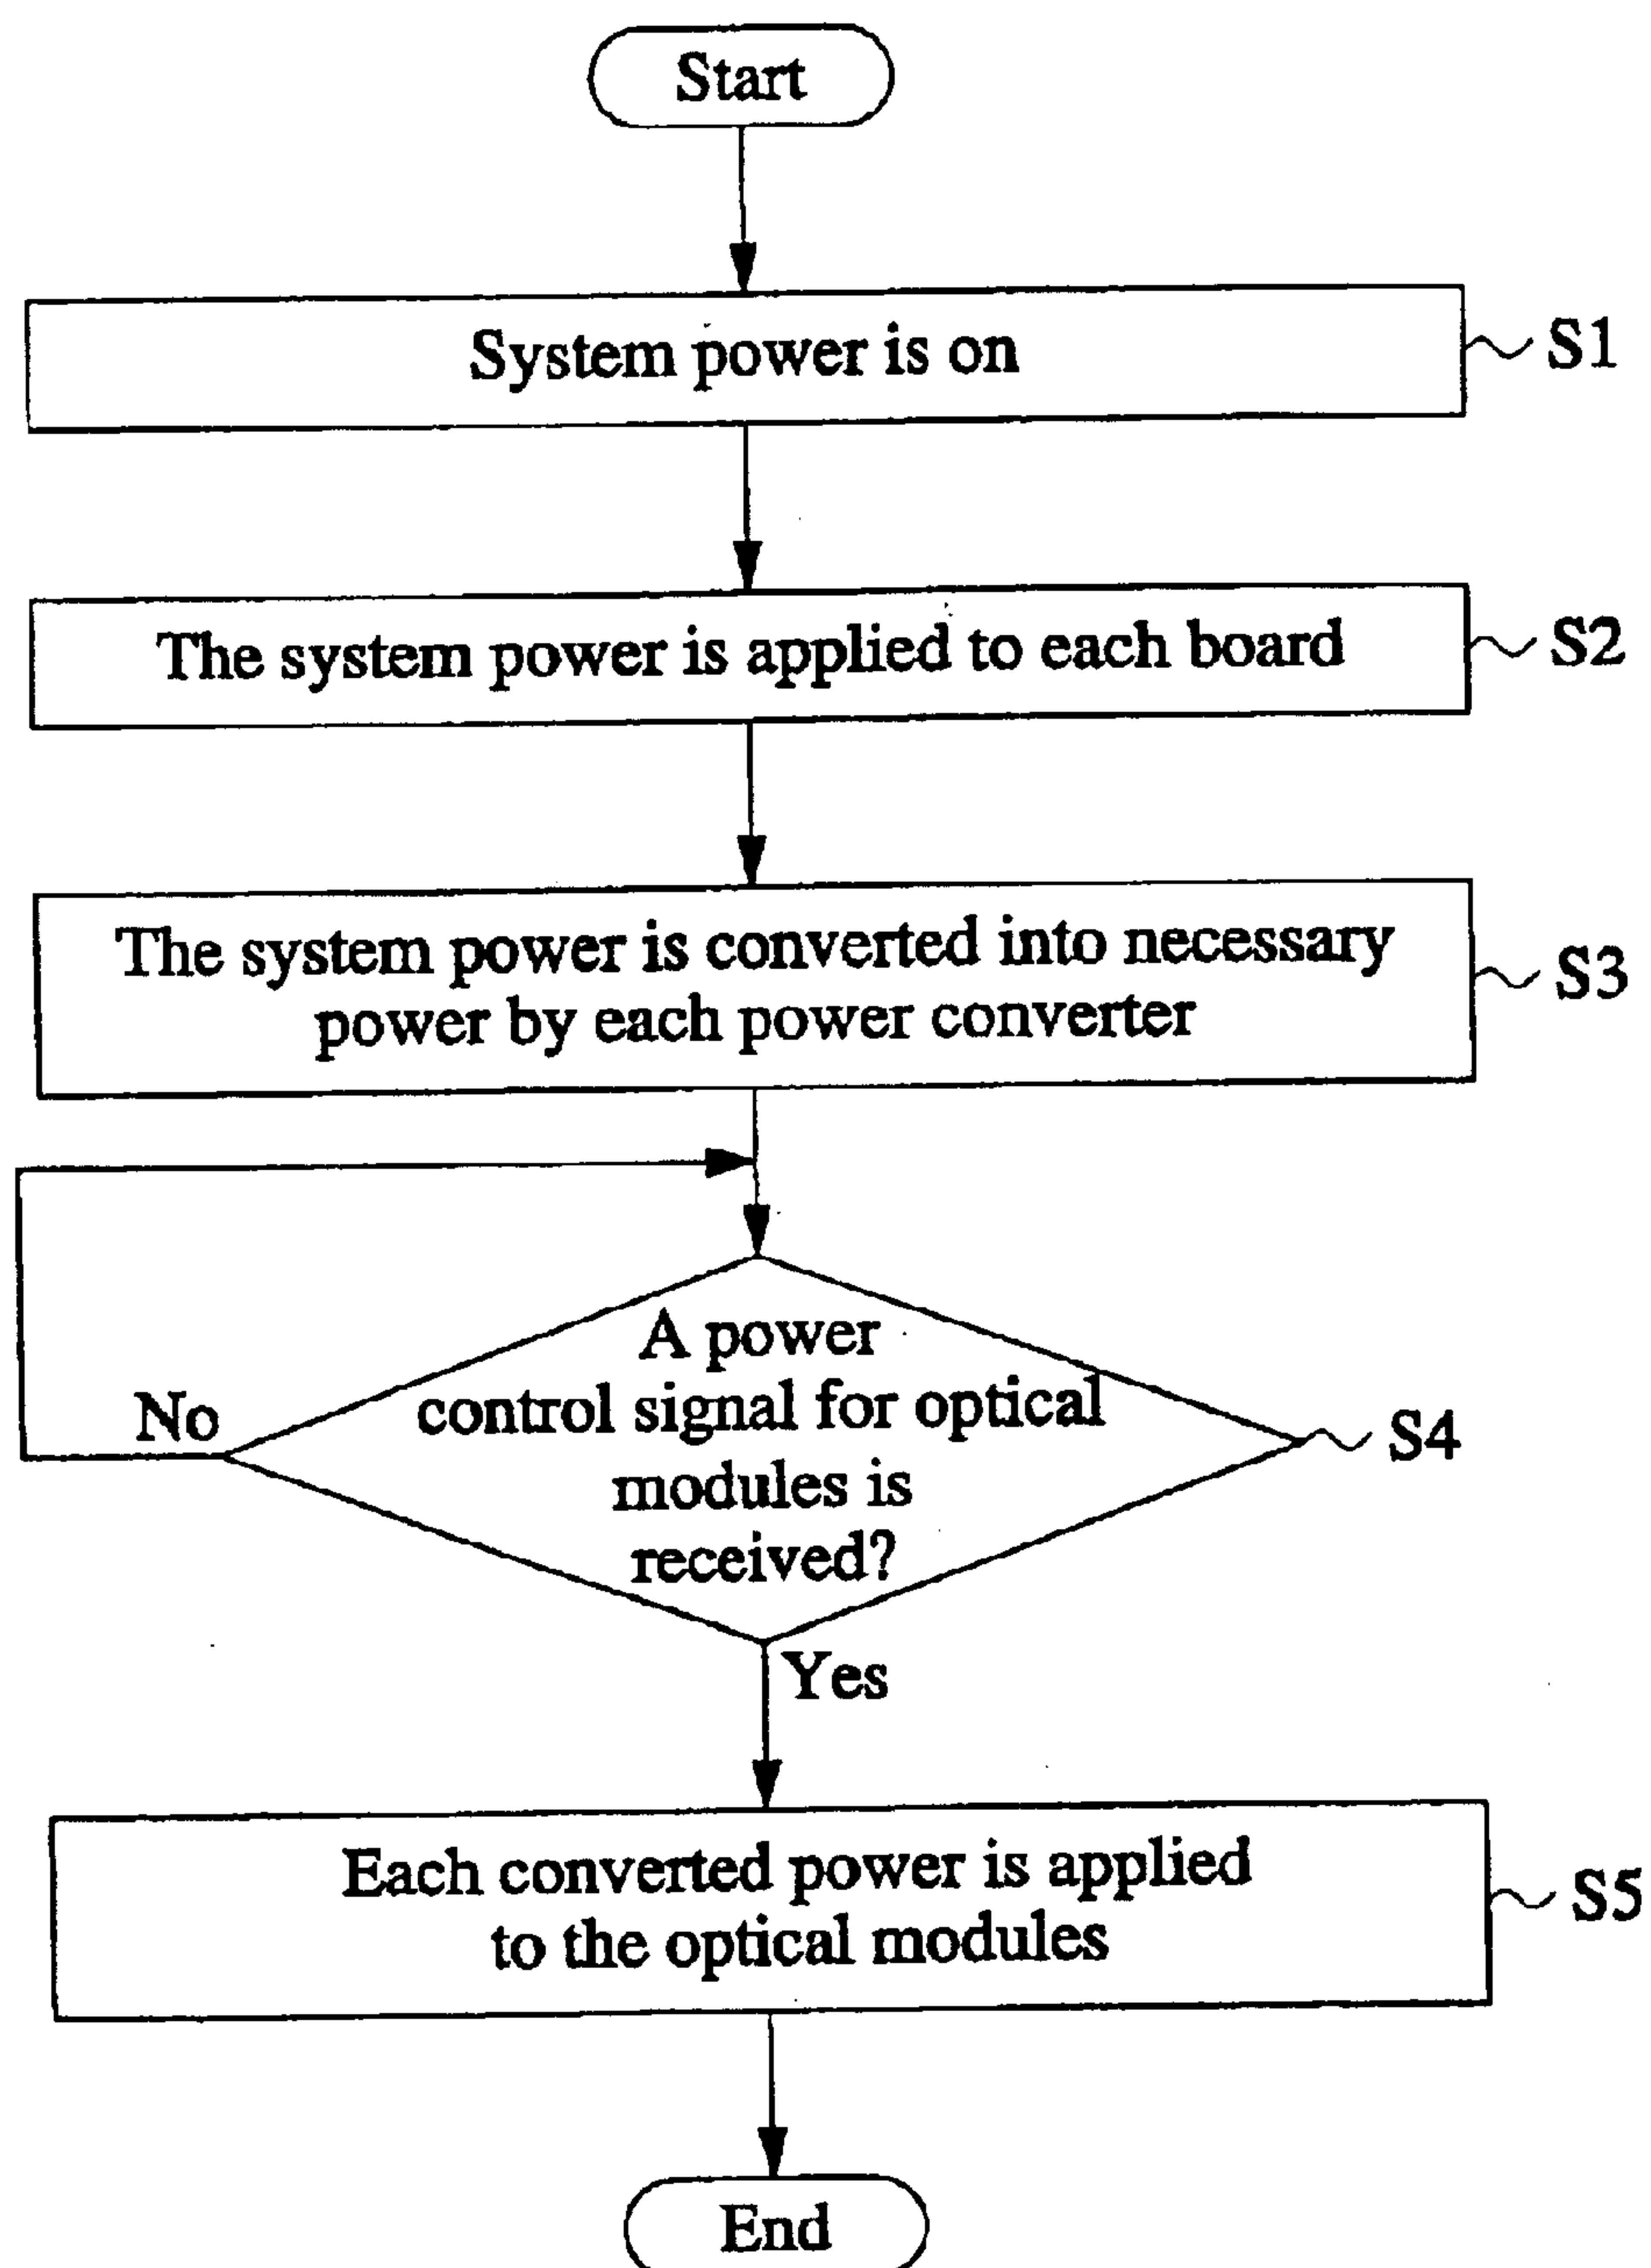 Start
System power is on
S1
The system power is applied to each board
S2
The system power is converted into necessary
power by each power converter
S3
A power
control signal for optical
modules is
received?
No
S4
Yes
Each converted power is applied
to the optical modules
S5
End